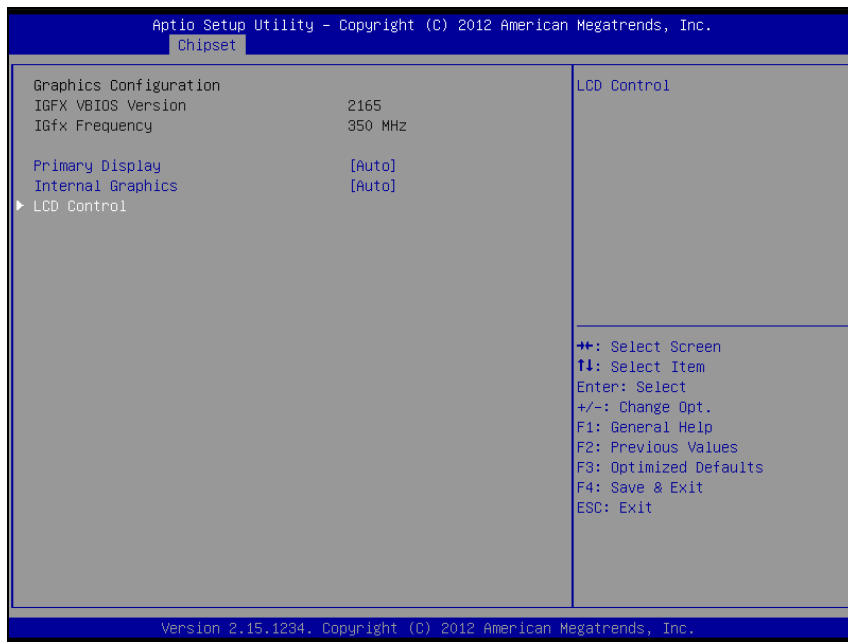 Aptio Setup Utility – Copyright (C) 2012 American Megatrends, Inc.
Chipset
Graphics Configuration
IGFX VBIOS Version 2165
IGfx Frequency 350 MHz
Primary Display [Auto]
Internal Graphics [Auto]
▶ LCD Control
LCD Control
→←: Select Screen
↑↓: Select Item
Enter: Select
+/-: Change Opt.
F1: General Help
F2: Previous Values
F3: Optimized Defaults
F4: Save & Exit
ESC: Exit
Version 2.15.1234. Copyright (C) 2012 American Megatrends, Inc.